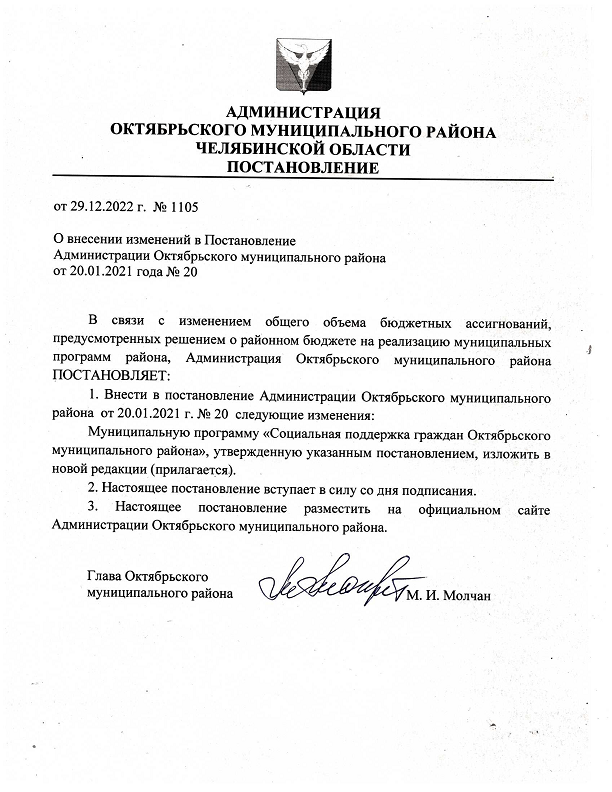 АДМИНИСТРАЦИЯ
ОКТЯБРЬСКОГО МУНИЦИПАЛЬНОГО РАЙОНА
ЧЕЛЯБИНСКОЙ ОБЛАСТИ
ПОСТАНОВЛЕНИЕ
от 29.12.2022 г. № 1105
О внесении изменений в Постановление
Администрации Октябрьского муниципального района
от 20.01.2021 года № 20
В связи с изменением общего объема бюджетных ассигнований,
предусмотренных решением о районном бюджете на реализацию муниципальных
программ района, Администрация Октябрьского муниципального района
ПОСТАНОВЛЯЕТ:
1. Внести в постановление Администрации Октябрьского муниципального
района от 20.01.2021 г. № 20 следующие изменения:
Муниципальную программу «Социальная поддержка граждан Октябрьского
муниципального района», утвержденную указанным постановлением, изложить в
новой редакции (прилагается).
2. Настоящее постановление вступает в силу со дня подписания.
3. Настоящее постановление разместить на официальном сайте
Администрации Октябрьского муниципального района.
Глава Октябрьского
муниципального района М. И. Молчан